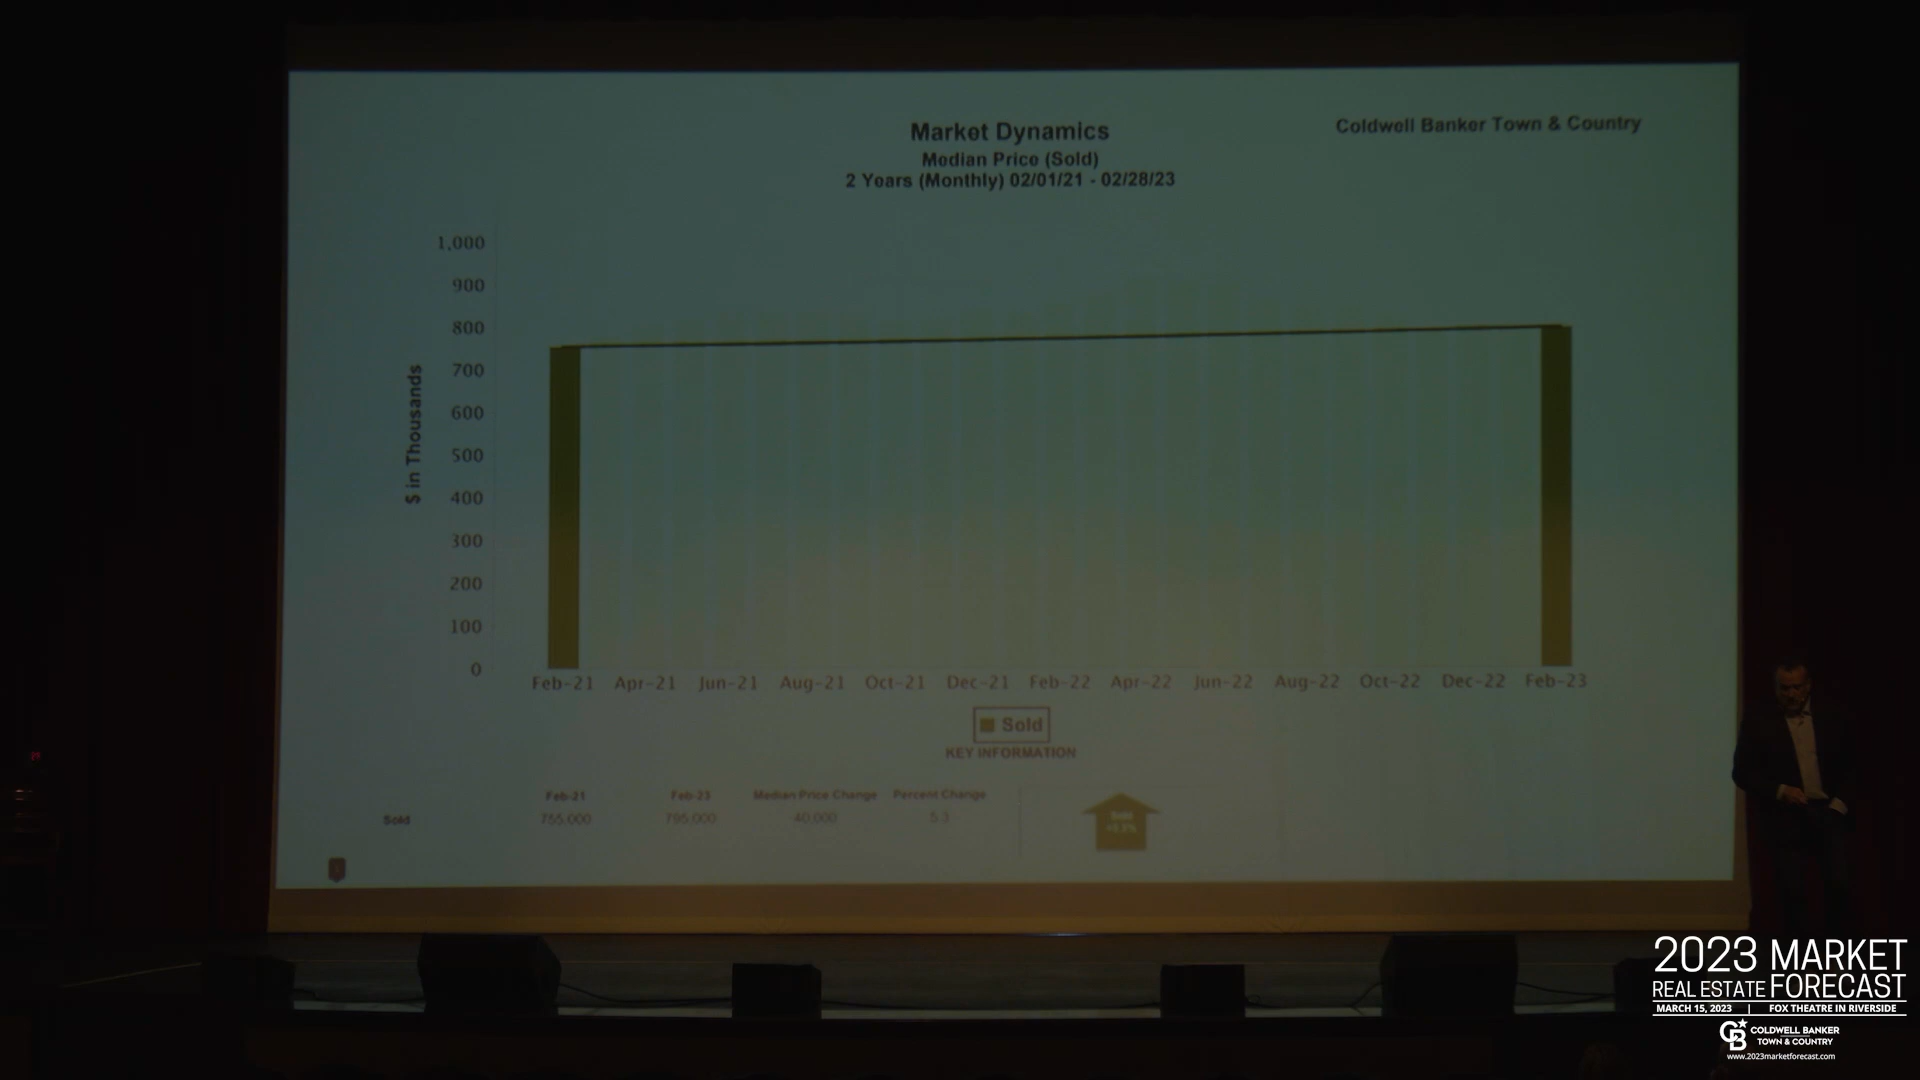 Market Dynamics
Coldwell Banker Town & Country
Median Price (Sold)
2 Years (Monthly) 02/01/21 - 02/28/23
1,000
900
800
700
600
500
400
300
200
100
0
$ in Thousands
Feb-21 Apr-21 Jun-21 Aug-21 Oct-21 Dec-21 Feb-22 Apr-22 Jun-22 Aug-22 Oct-22 Dec-22 Feb-23
Sold
KEY INFORMATION
Feb-21 Feb-23 Median Price Change Percent Change
Sold 755,000 795,000 40,000 5.3
Sold
29
2023 MARKET
REAL ESTATE FORECAST
MARCH 15, 2023 | FOX THEATRE IN RIVERSIDE
CB COLDWELL BANKER
TOWN & COUNTRY
www.2023marketforecast.com